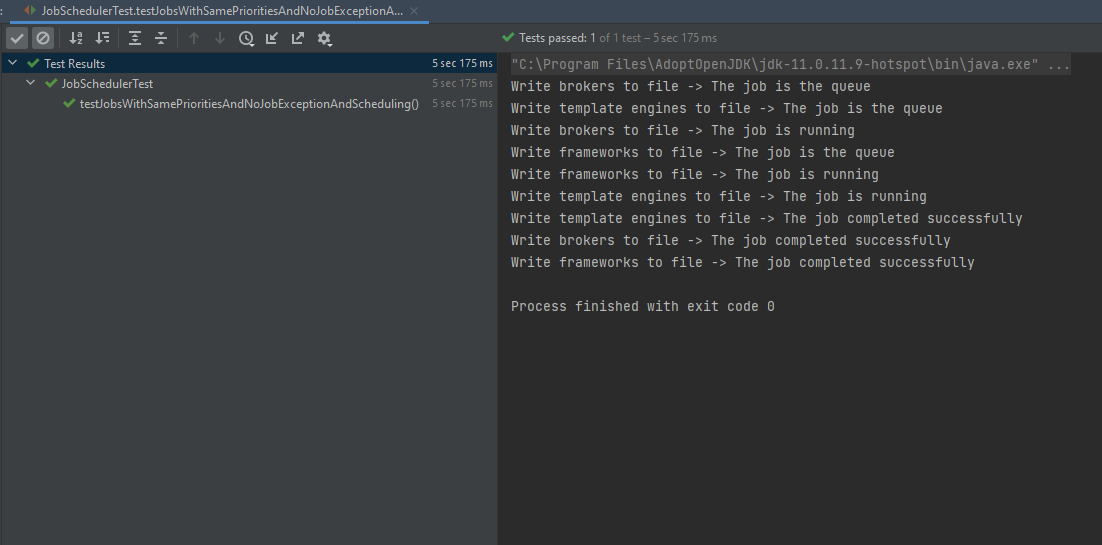 : JobSchedulerTest.testJobsWithSamePrioritiesAndNoJobExceptionA...
Tests passed: 1 of 1 test – 5 sec 175 ms
Test Results 5 sec 175 ms
JobSchedulerTest 5 sec 175 ms
testJobsWithSamePrioritiesAndNoJobExceptionAndScheduling() 5 sec 175 ms
"C:\Program Files\AdoptOpenJDK\jdk-11.0.11.9-hotspot\bin\java.exe" ...
Write brokers to file -> The job is the queue
Write template engines to file -> The job is the queue
Write brokers to file -> The job is running
Write frameworks to file -> The job is the queue
Write frameworks to file -> The job is running
Write template engines to file -> The job is running
Write template engines to file -> The job completed successfully
Write brokers to file -> The job completed successfully
Write frameworks to file -> The job completed successfully
Process finished with exit code 0